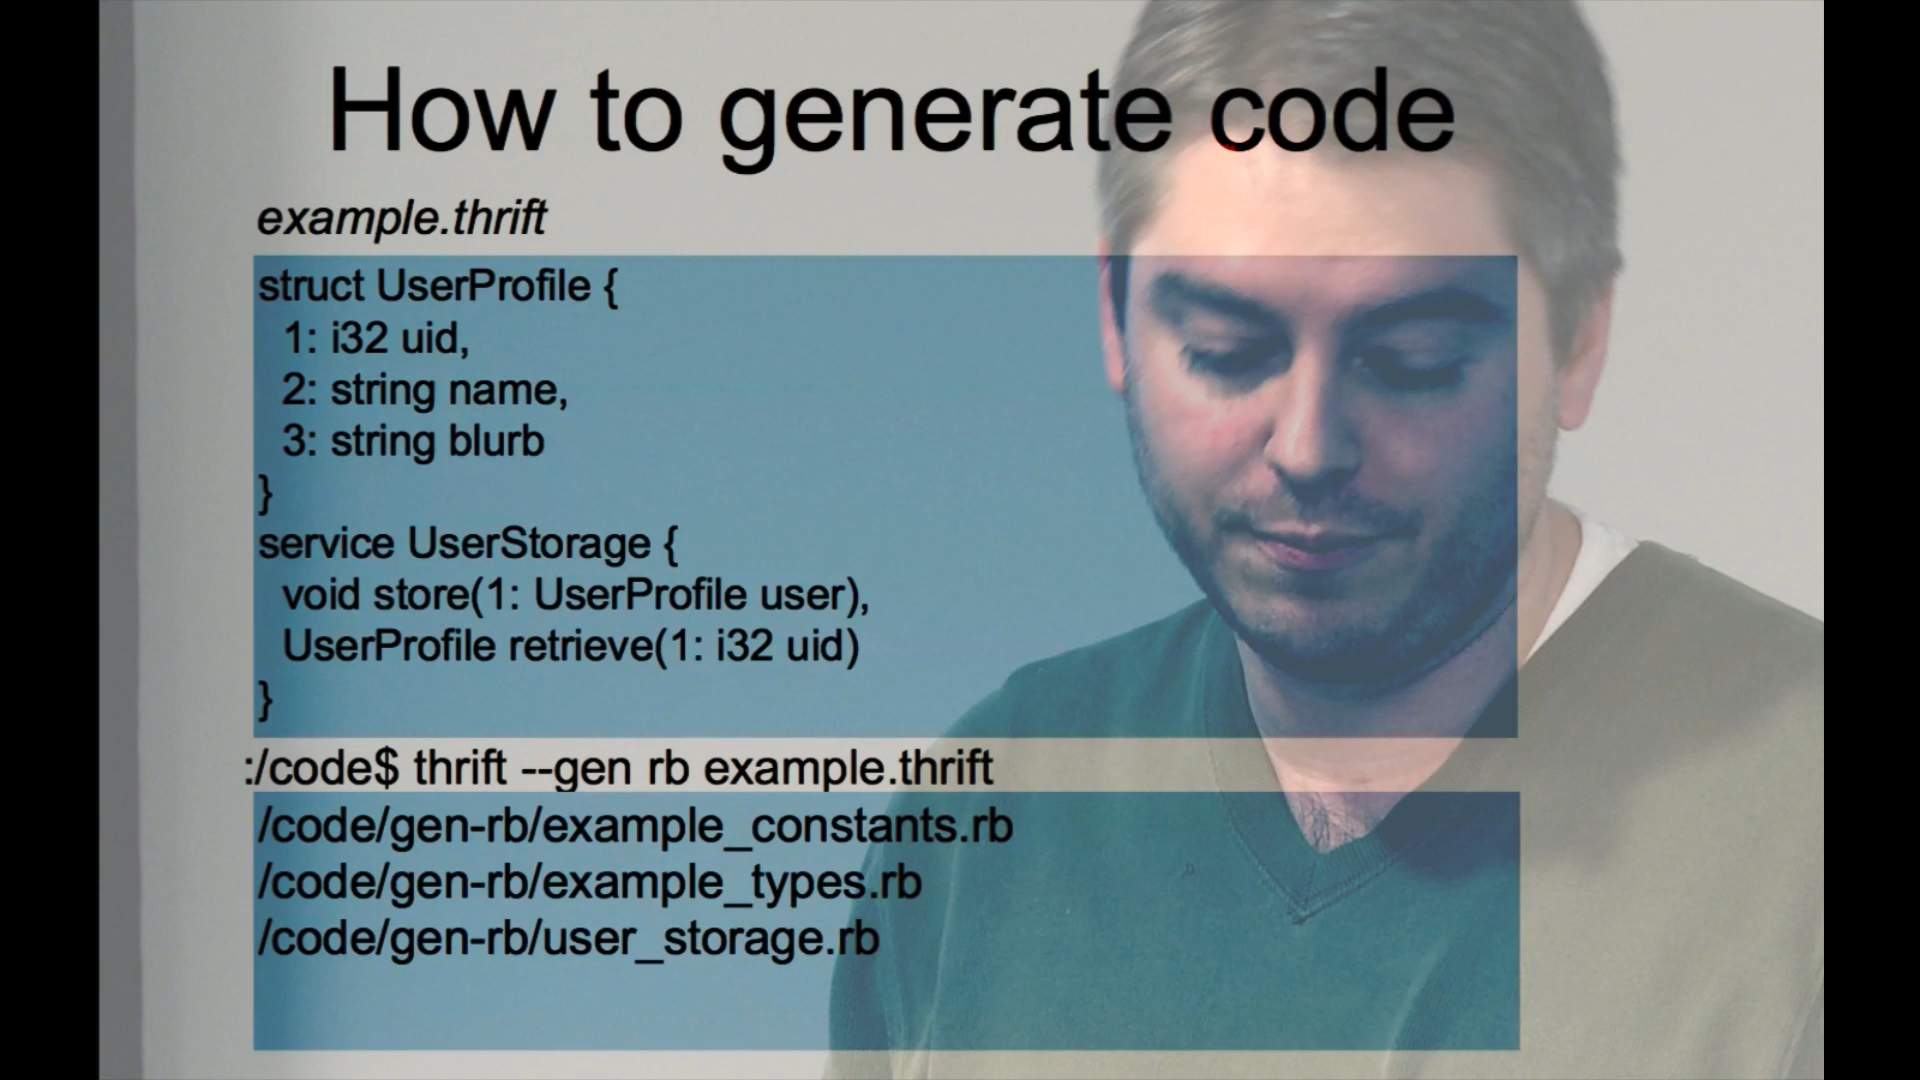 How to generate code
example.thrift
struct UserProfile {
1: i32 uid,
2: string name,
3: string blurb
}
service UserStorage {
void store(1: UserProfile user),
UserProfile retrieve(1: i32 uid)
}
:/code$ thrift --gen rb example.thrift
/code/gen-rb/example_constants.rb
/code/gen-rb/example_types.rb
/code/gen-rb/user_storage.rb